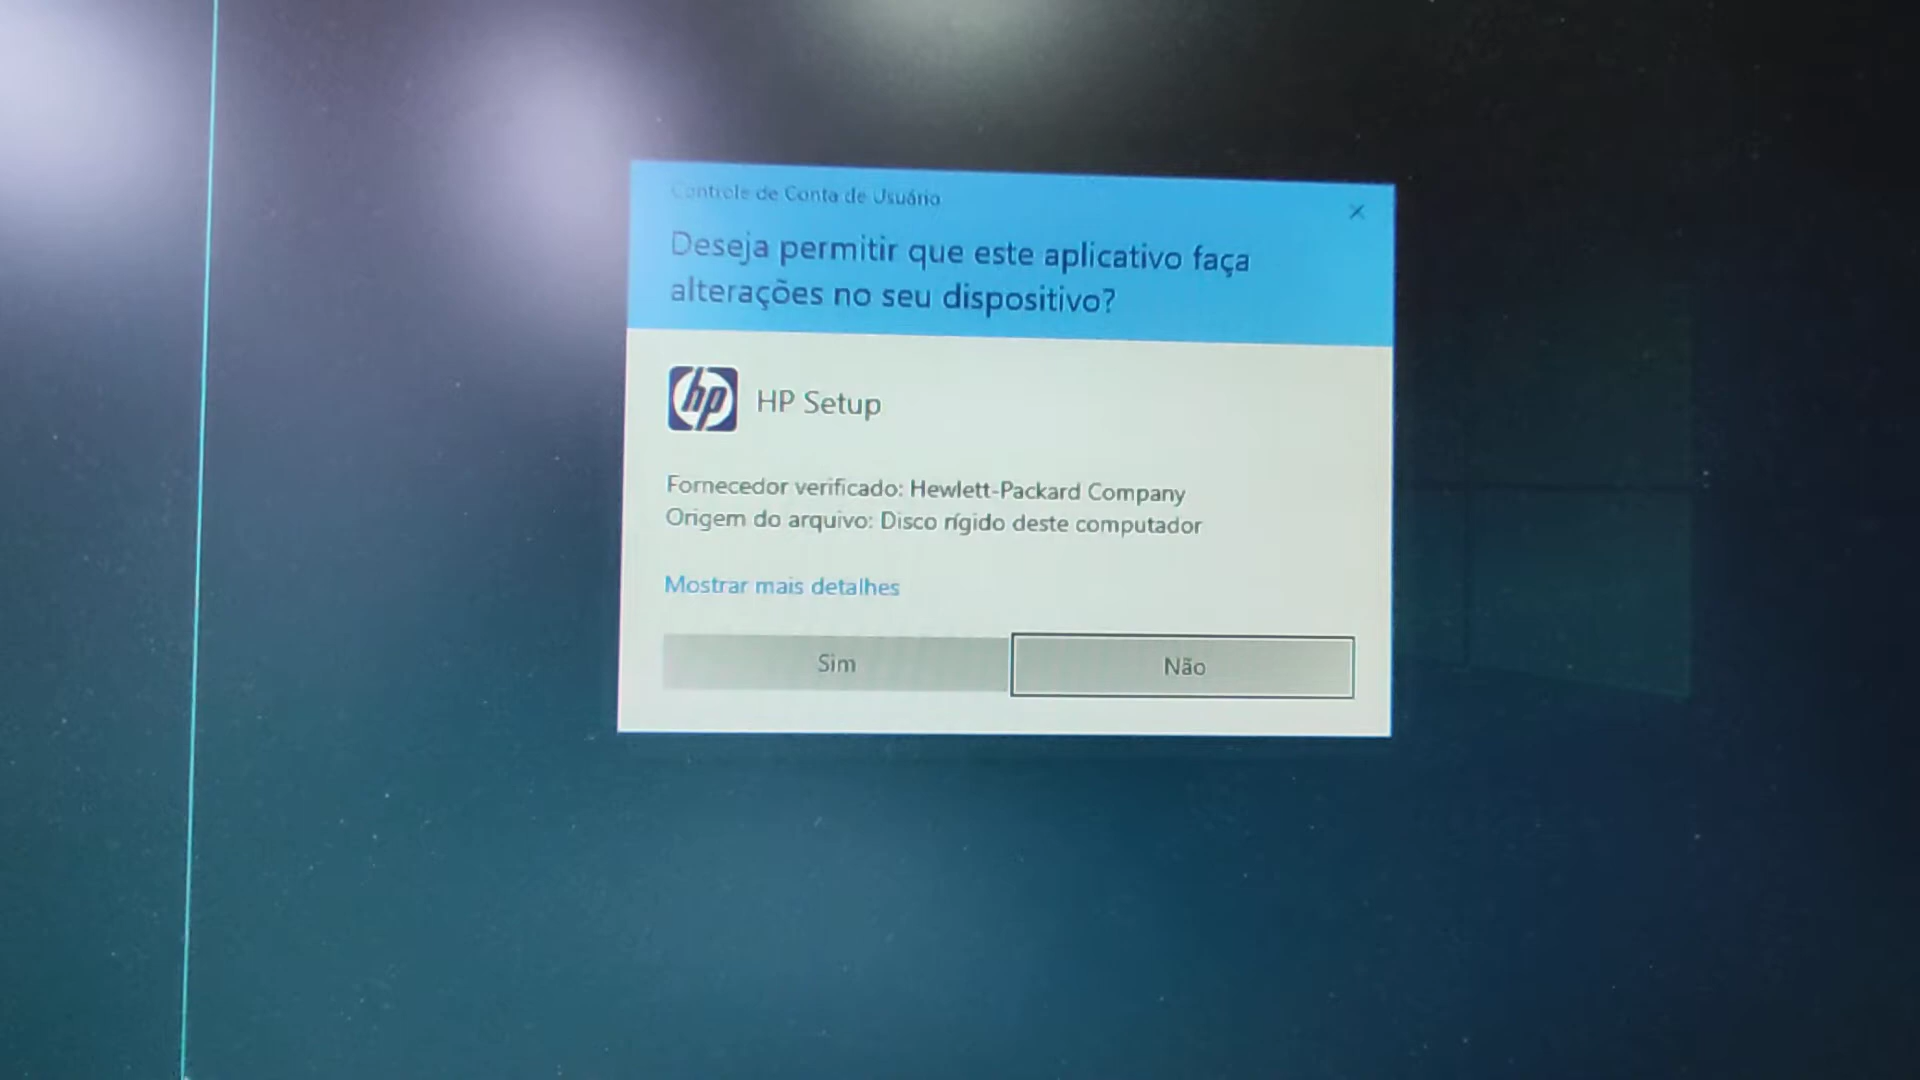 Controle de Conta de Usuário
Deseja permitir que este aplicativo faça
alterações no seu dispositivo?
hp
HP Setup
Fornecedor verificado: Hewlett-Packard Company
Origem do arquivo: Disco rígido deste computador
Mostrar mais detalhes
Sim
Não